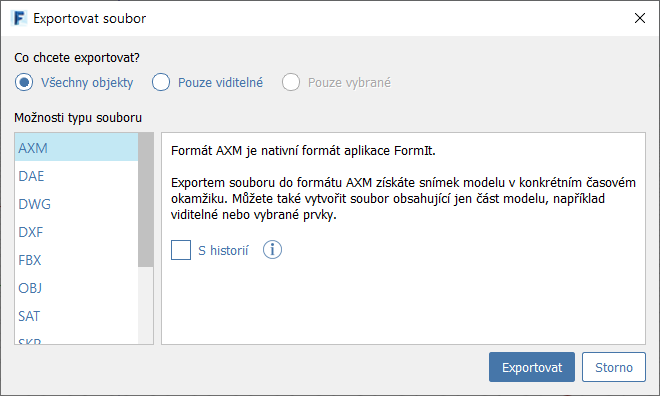 Exportovat soubor
Co chcete exportovat?
Všechny objekty
Pouze viditelné
Pouze vybrané
Možnosti typu souboru
AXM
DAE
DWG
DXF
FBX
OBJ
SAT
SKP
Formát AXM je nativní formát aplikace FormIt.
Exportem souboru do formátu AXM získáte snímek modelu v konkrétním časovém
okamžiku. Můžete také vytvořit soubor obsahující jen část modelu, například
viditelné nebo vybrané prvky.
S historií
Exportovat
Storno